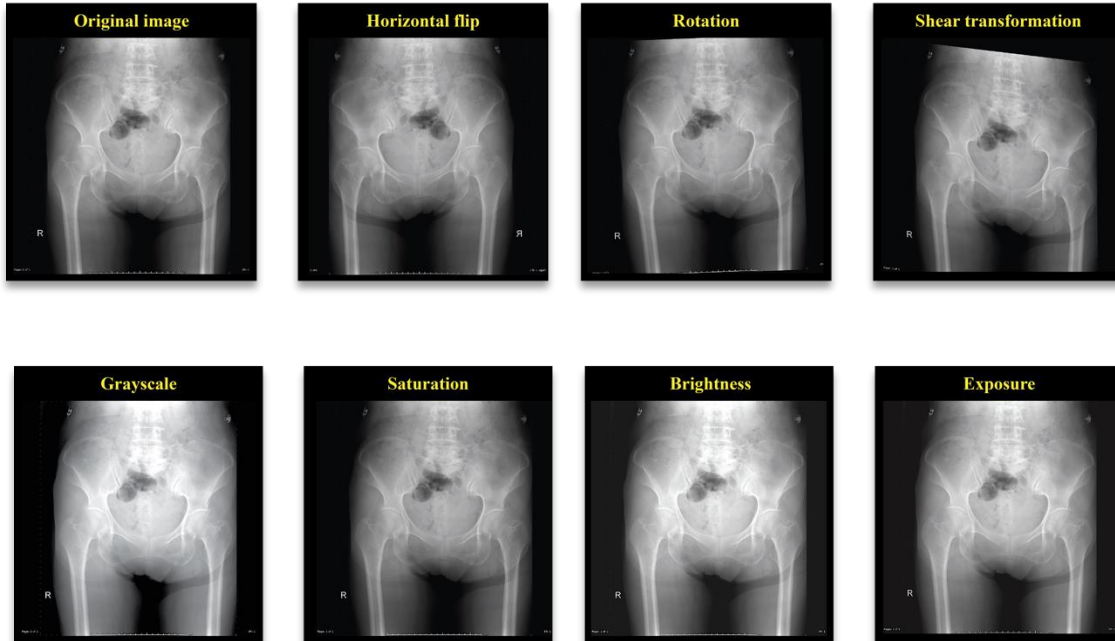 Original image
Horizontal flip
Rotation
Shear transformation
R
Я
R
R
Grayscale
Saturation
Brightness
Exposure
R
R
R
R